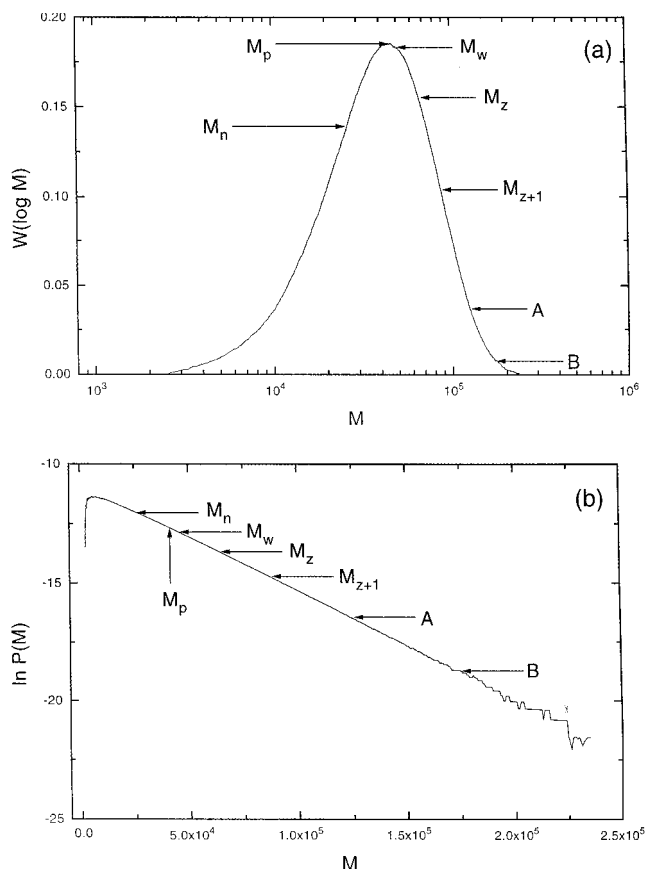 0.20
(a)
M_p
M_w
M_z
M_n
0.15
M_{z+1}
0.10
W(log M)
0.05
A
B
0.00
10^3
10^4
10^5
10^6
M
-10
(b)
M_n
M_w
M_z
M_{z+1}
M_p
-15
A
ln P(M)
B
-20
-25
0.0
5.0x10^4
1.0x10^5
1.5x10^5
2.0x10^5
2.5x10^5
M